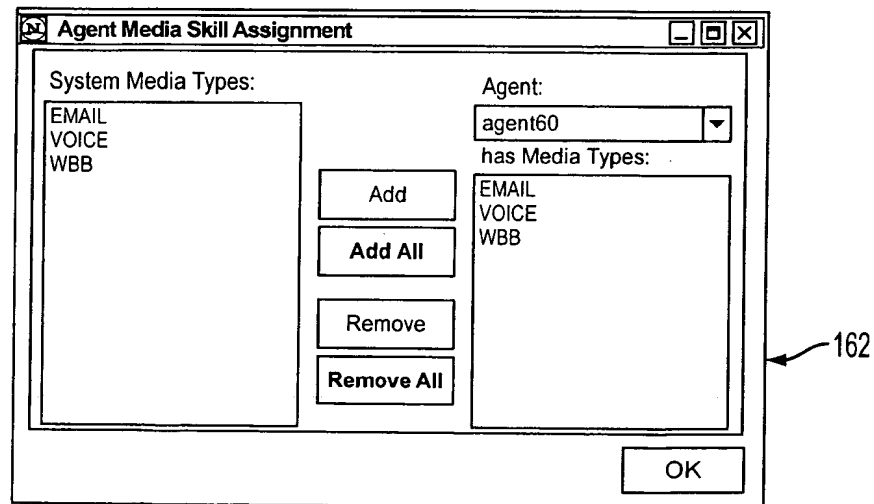 N Agent Media Skill Assignment
System Media Types:
EMAIL
VOICE
WBB
Add
Add All
Remove
Remove All
Agent:
agent60
has Media Types:
EMAIL
VOICE
WBB
OK
162